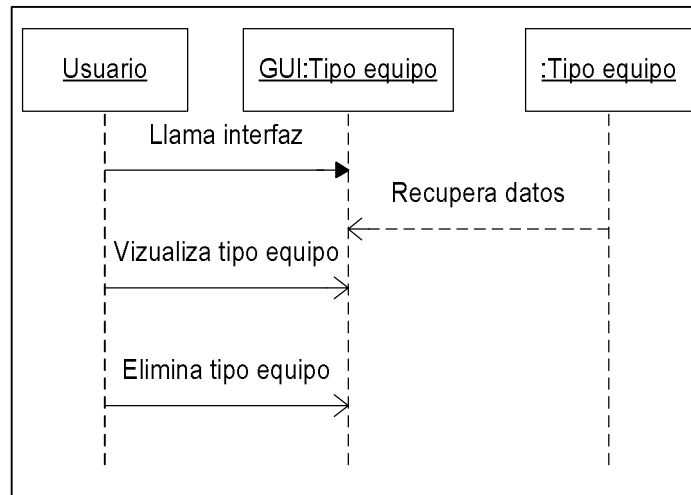 Usuario
GUI:Tipo equipo
:Tipo equipo
Llama interfaz
Recupera datos
Vizualiza tipo equipo
Elimina tipo equipo